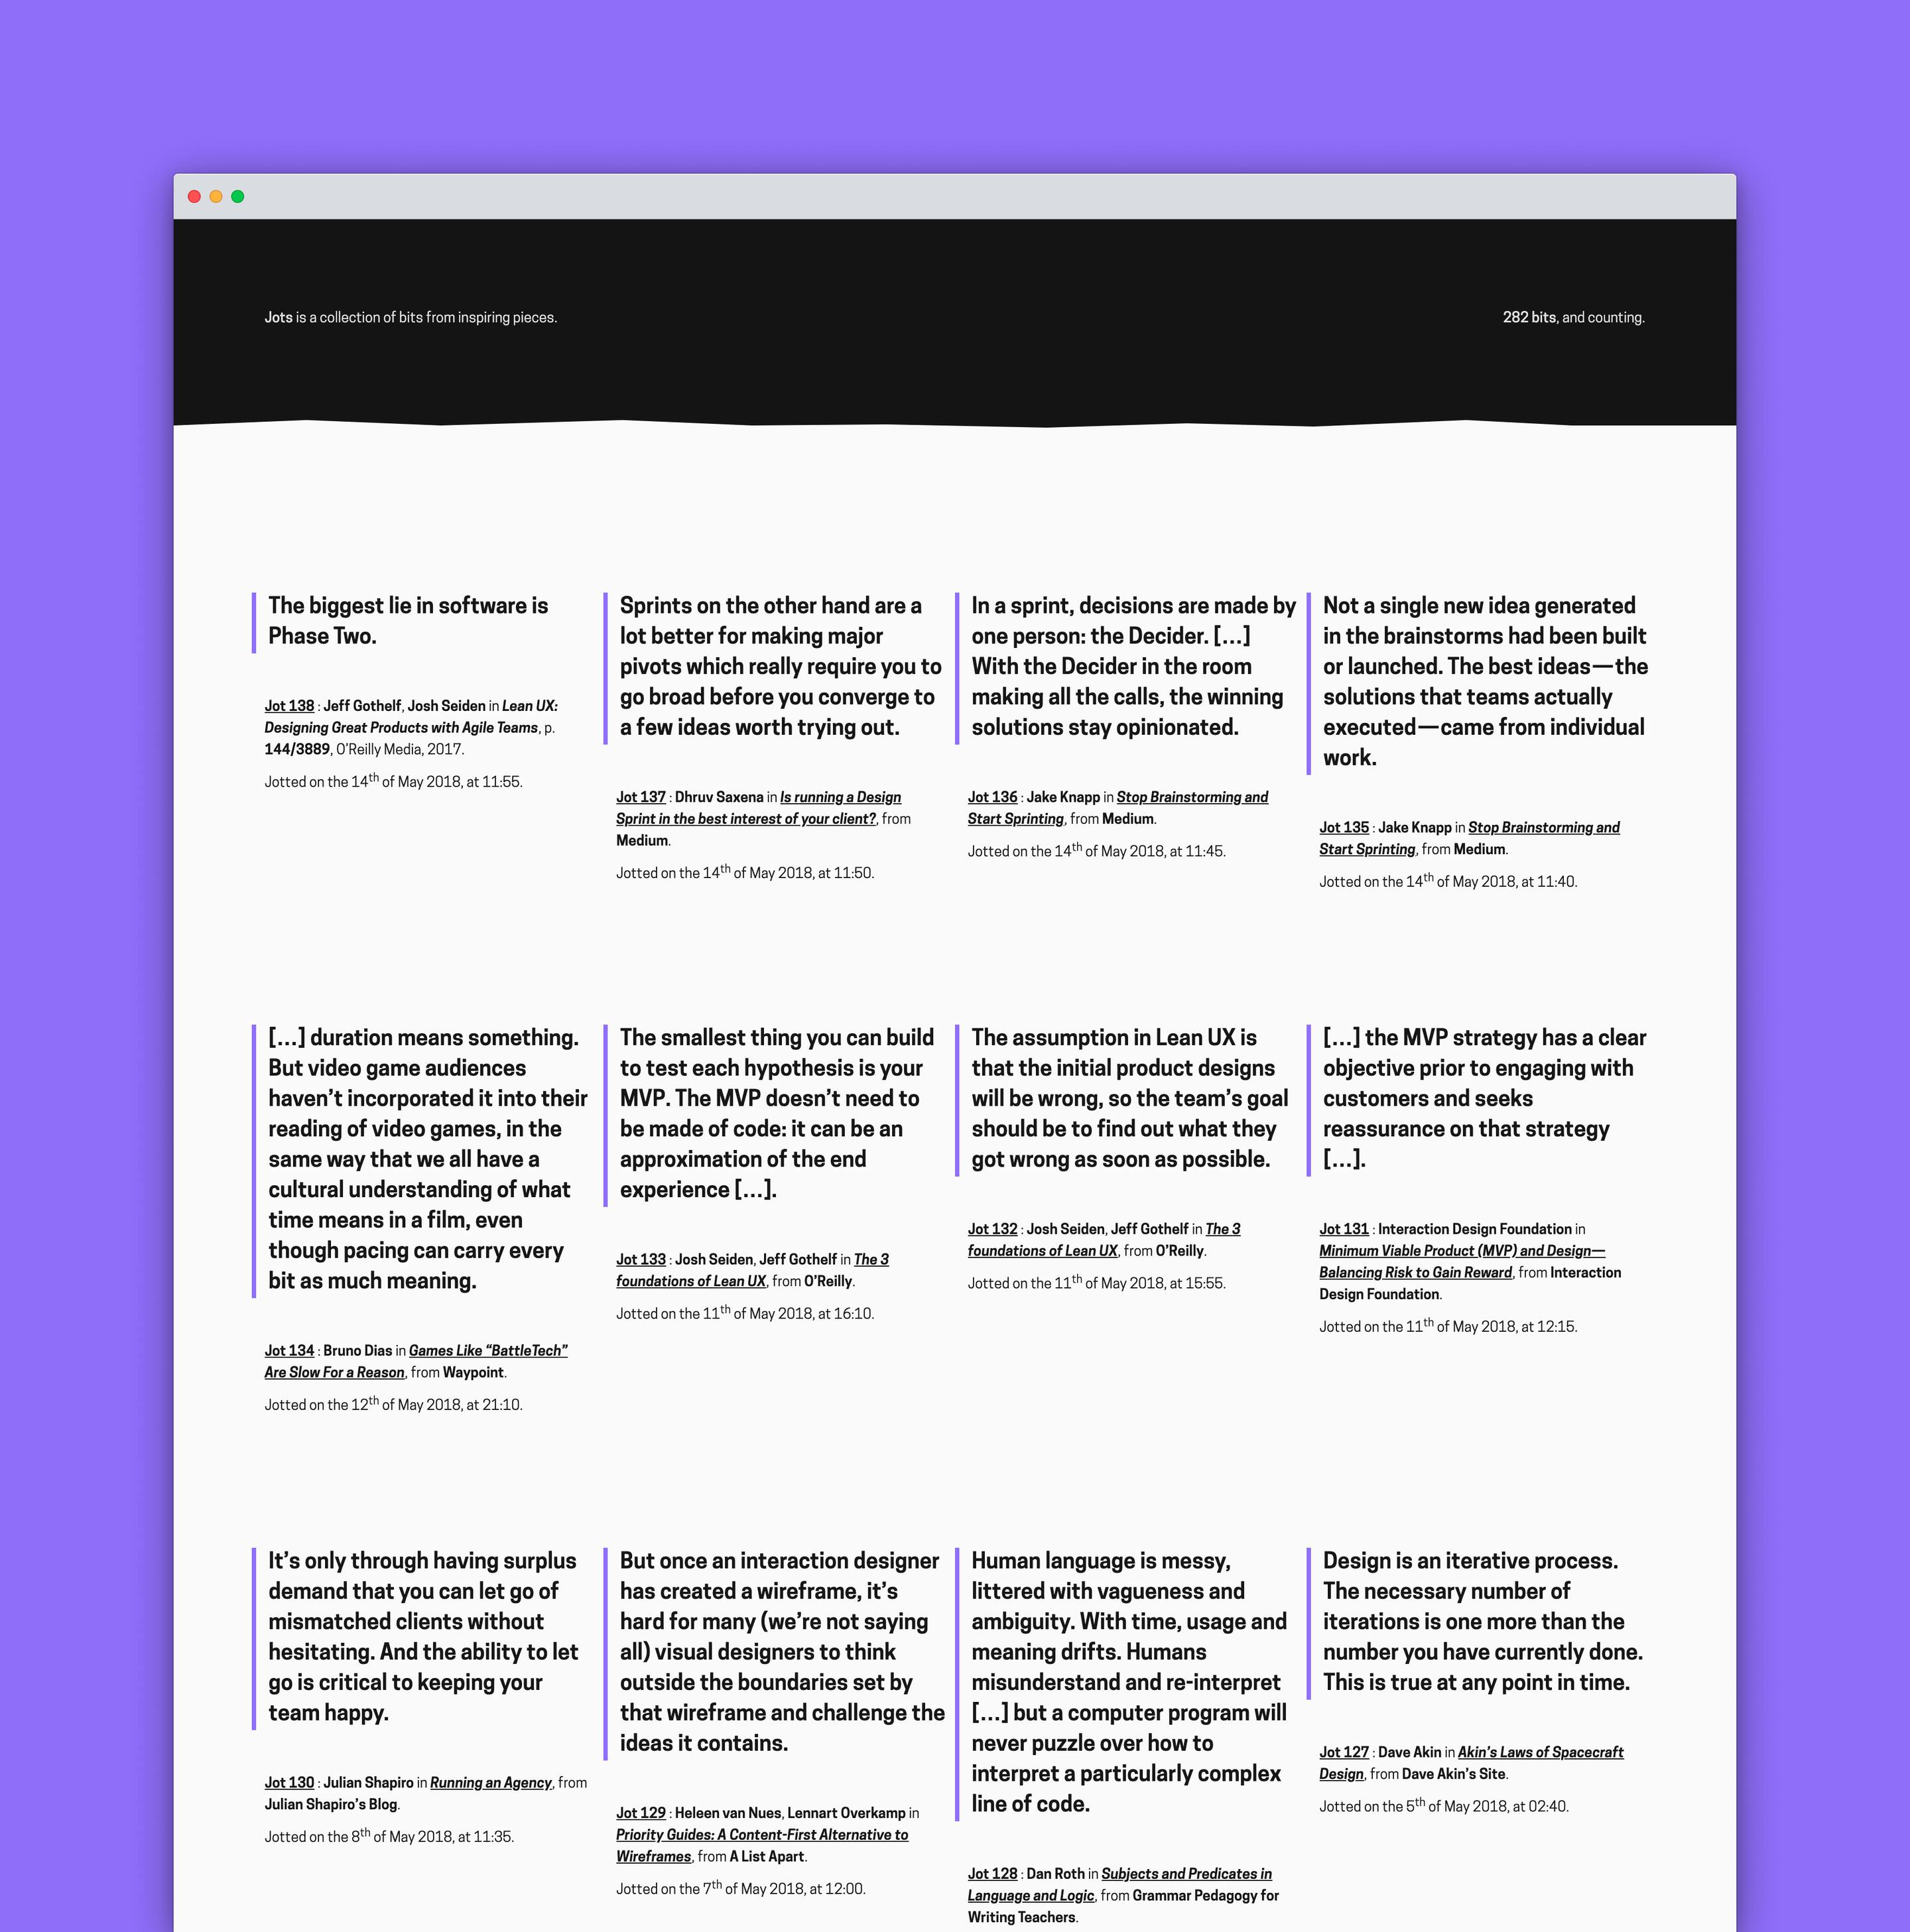 Jots is a collection of bits from inspiring pieces.
282 bits, and counting.
The biggest lie in software is
Phase Two.
Jot 138 : Jeff Gothelf, Josh Seiden in Lean UX:
Designing Great Products with Agile Teams, p.
144/3889, O’Reilly Media, 2017.
Jotted on the 14th of May 2018, at 11:55.
Sprints on the other hand are a
lot better for making major
pivots which really require you to
go broad before you converge to
a few ideas worth trying out.
Jot 137 : Dhruv Saxena in Is running a Design
Sprint in the best interest of your client?, from
Medium.
Jotted on the 14th of May 2018, at 11:50.
In a sprint, decisions are made by
one person: the Decider. […]
With the Decider in the room
making all the calls, the winning
solutions stay opinionated.
Jot 136 : Jake Knapp in Stop Brainstorming and
Start Sprinting, from Medium.
Jotted on the 14th of May 2018, at 11:45.
Not a single new idea generated
in the brainstorms had been built
or launched. The best ideas — the
solutions that teams actually
executed — came from individual
work.
Jot 135 : Jake Knapp in Stop Brainstorming and
Start Sprinting, from Medium.
Jotted on the 14th of May 2018, at 11:40.
[…] duration means something.
But video game audiences
haven’t incorporated it into their
reading of video games, in the
same way that we all have a
cultural understanding of what
time means in a film, even
though pacing can carry every
bit as much meaning.
Jot 134 : Bruno Dias in Games Like “BattleTech”
Are Slow For a Reason, from Waypoint.
Jotted on the 12th of May 2018, at 21:10.
The smallest thing you can build
to test each hypothesis is your
MVP. The MVP doesn’t need to
be made of code: it can be an
approximation of the end
experience […].
Jot 133 : Josh Seiden, Jeff Gothelf in The 3
foundations of Lean UX, from O’Reilly.
Jotted on the 11th of May 2018, at 16:10.
The assumption in Lean UX is
that the initial product designs
will be wrong, so the team’s goal
should be to find out what they
got wrong as soon as possible.
Jot 132 : Josh Seiden, Jeff Gothelf in The 3
foundations of Lean UX, from O’Reilly.
Jotted on the 11th of May 2018, at 15:55.
[…] the MVP strategy has a clear
objective prior to engaging with
customers and seeks
reassurance on that strategy
[…].
Jot 131 : Interaction Design Foundation in
Minimum Viable Product (MVP) and Design—
Balancing Risk to Gain Reward, from Interaction
Design Foundation.
Jotted on the 11th of May 2018, at 12:15.
It’s only through having surplus
demand that you can let go of
mismatched clients without
hesitating. And the ability to let
go is critical to keeping your
team happy.
Jot 130 : Julian Shapiro in Running an Agency, from
Julian Shapiro’s Blog.
Jotted on the 8th of May 2018, at 11:35.
But once an interaction designer
has created a wireframe, it’s
hard for many (we’re not saying
all) visual designers to think
outside the boundaries set by
that wireframe and challenge the
ideas it contains.
Jot 129 : Heleen van Nues, Lennart Overkamp in
Priority Guides: A Content-First Alternative to
Wireframes, from A List Apart.
Jotted on the 7th of May 2018, at 12:00.
Human language is messy,
littered with vagueness and
ambiguity. With time, usage and
meaning drifts. Humans
misunderstand and re-interpret
[…] but a computer program will
never puzzle over how to
interpret a particularly complex
line of code.
Jot 128 : Dan Roth in Subjects and Predicates in
Language and Logic, from Grammar Pedagogy for
Writing Teachers.
Design is an iterative process.
The necessary number of
iterations is one more than the
number you have currently done.
This is true at any point in time.
Jot 127 : Dave Akin in Akin’s Laws of Spacecraft
Design, from Dave Akin’s Site.
Jotted on the 5th of May 2018, at 02:40.